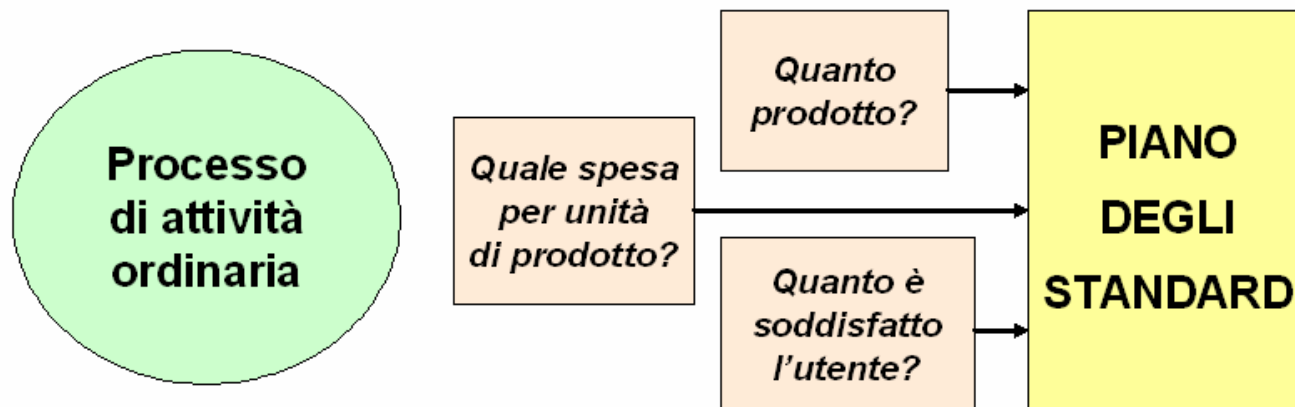 Processo
di attività
ordinaria
Quale spesa
per unità
di prodotto?
Quanto
prodotto?
Quanto è
soddisfatto
l'utente?
PIANO
DEGLI
STANDARD